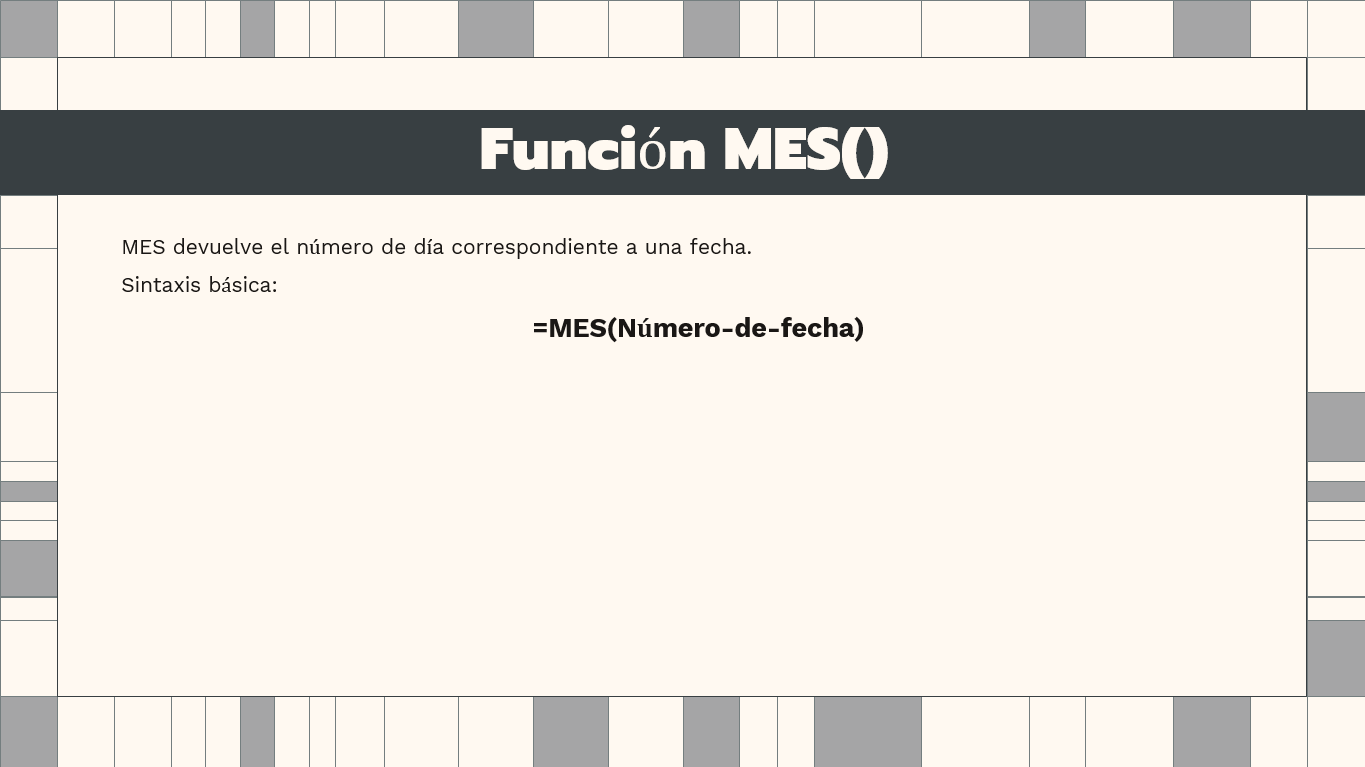 Función MES()
MES devuelve el número de día correspondiente a una fecha.
Sintaxis básica:
=MES(Número-de-fecha)